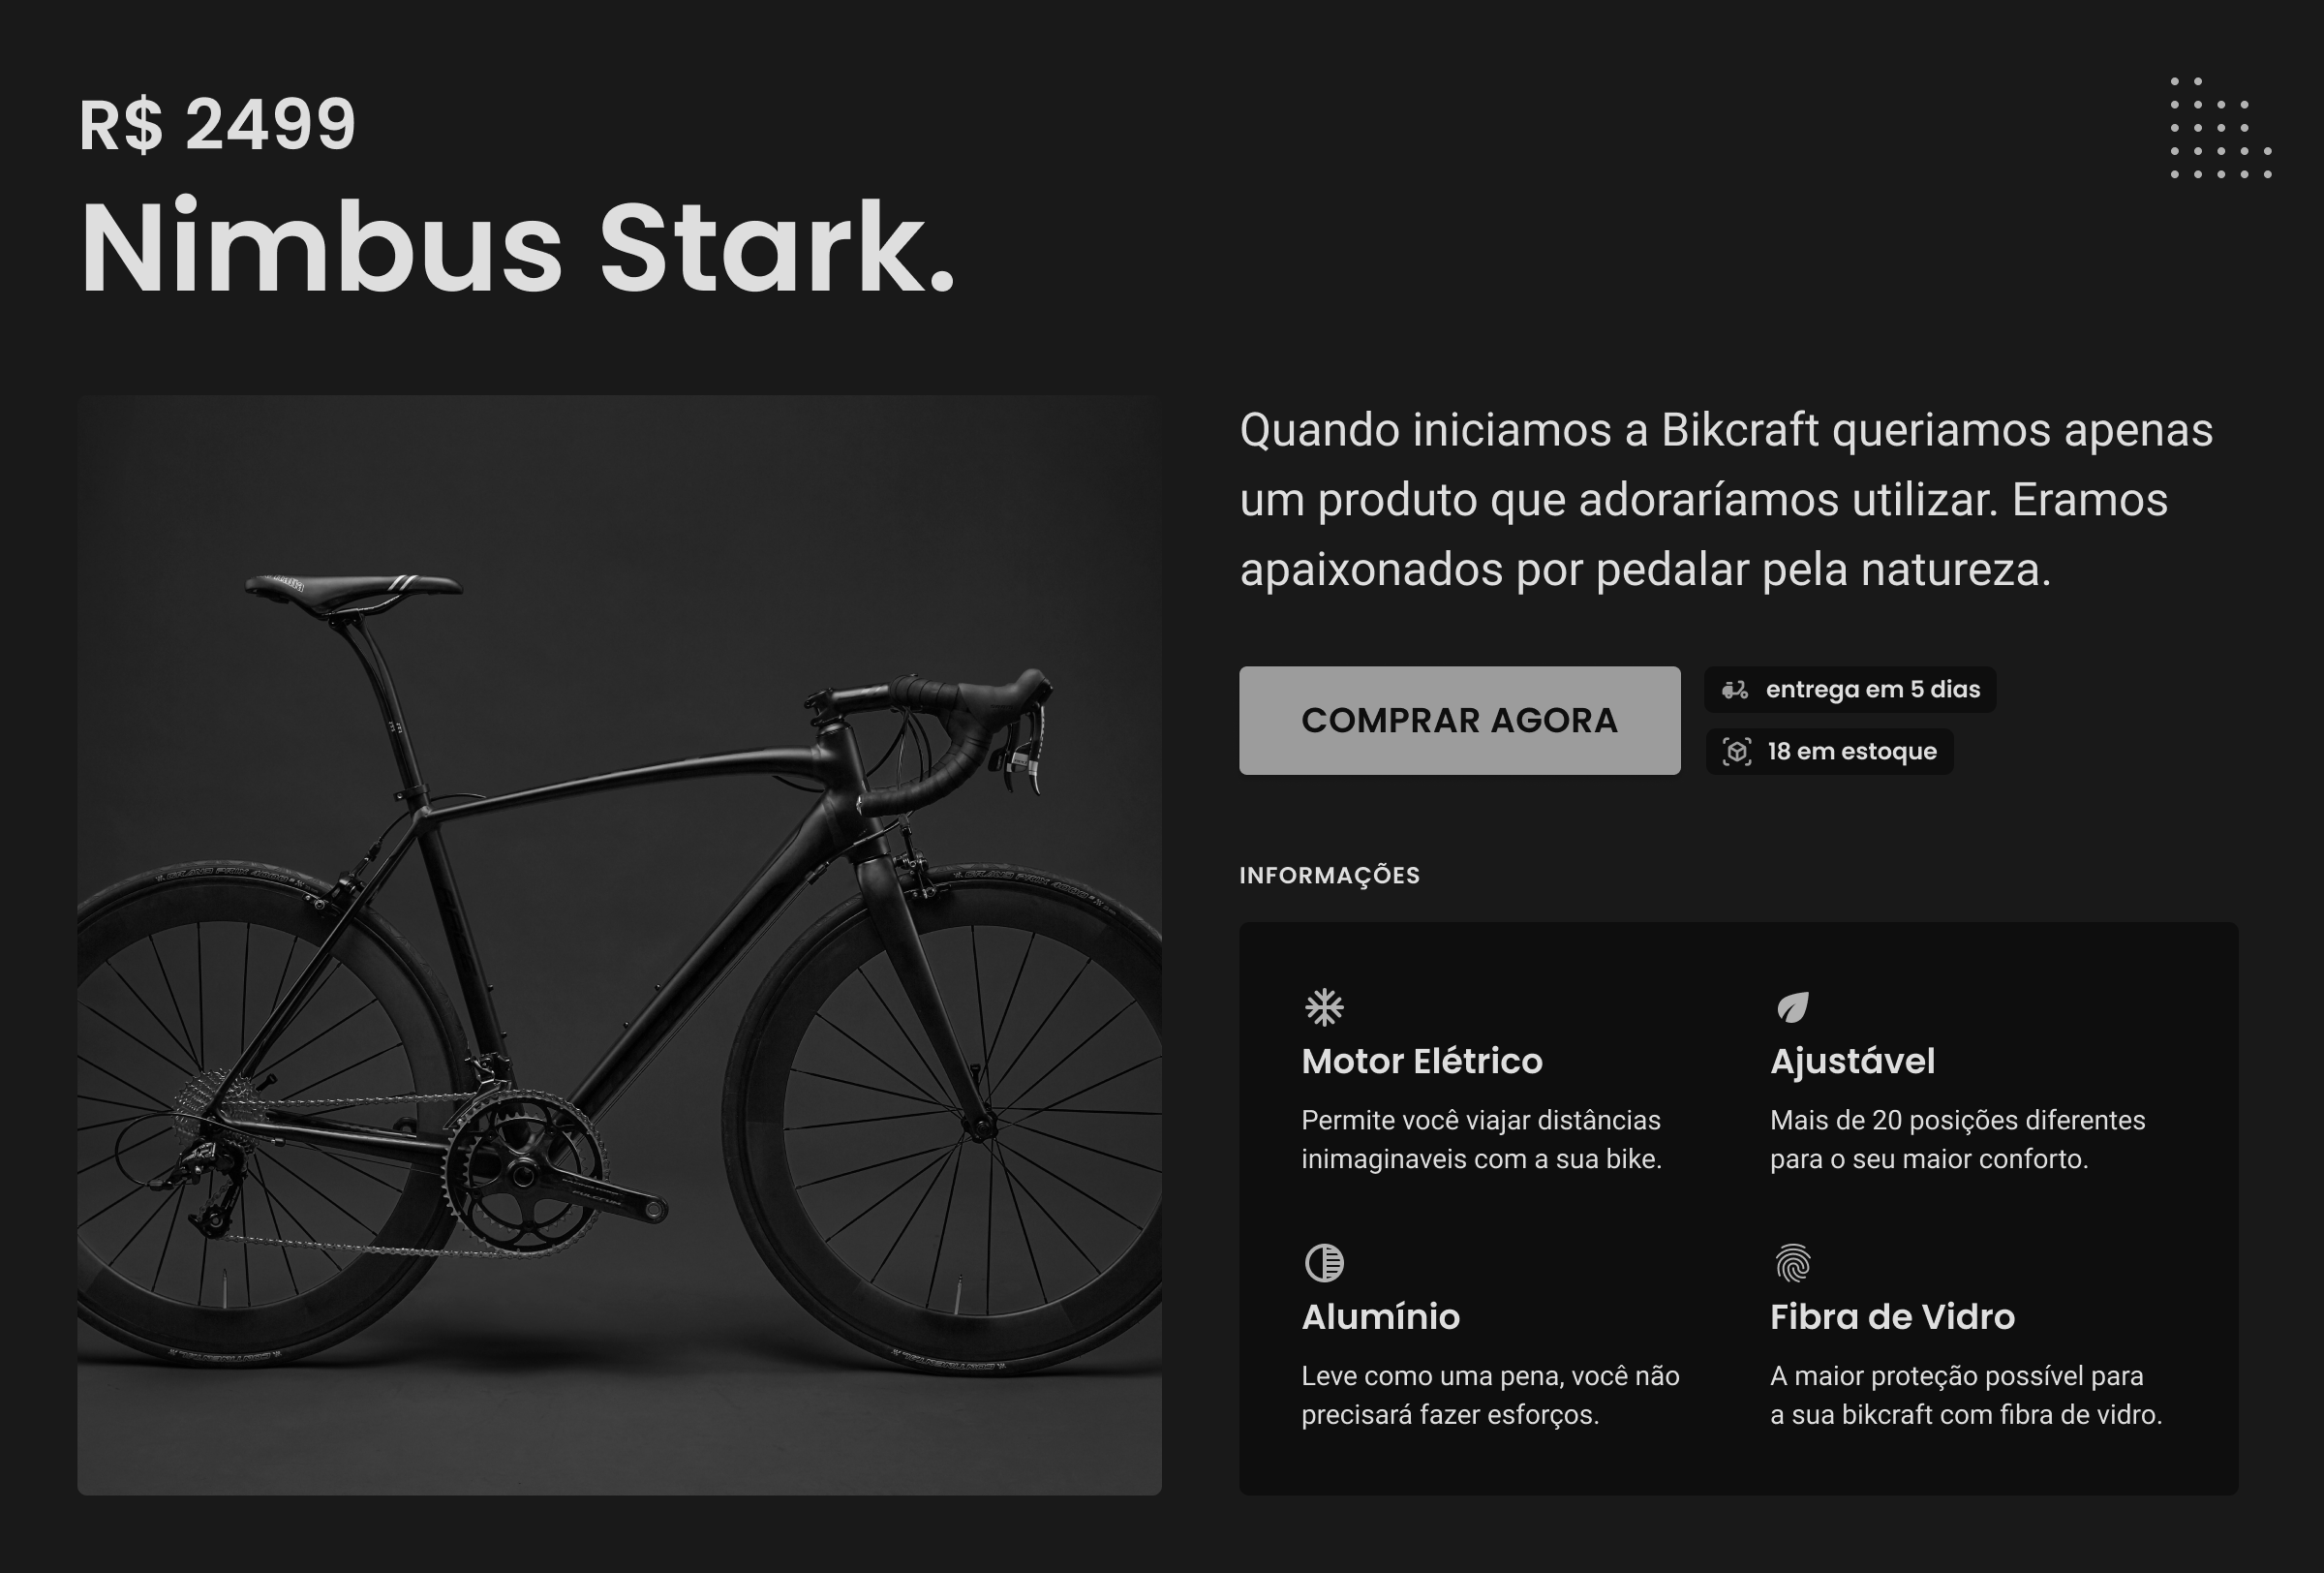 R$ 2499
Nimbus Stark.
Quando iniciamos a Bikcraft queriamos apenas
um produto que adoraríamos utilizar. Eramos
apaixonados por pedalar pela natureza.
COMPRAR AGORA
entrega em 5 dias
18 em estoque
INFORMAÇÕES
Motor Elétrico
Permite você viajar distâncias
inimaginaveis com a sua bike.
Ajustável
Mais de 20 posições diferentes
para o seu maior conforto.
Alumínio
Leve como uma pena, você não
precisará fazer esforços.
Fibra de Vidro
A maior proteção possível para
a sua bikcraft com fibra de vidro.